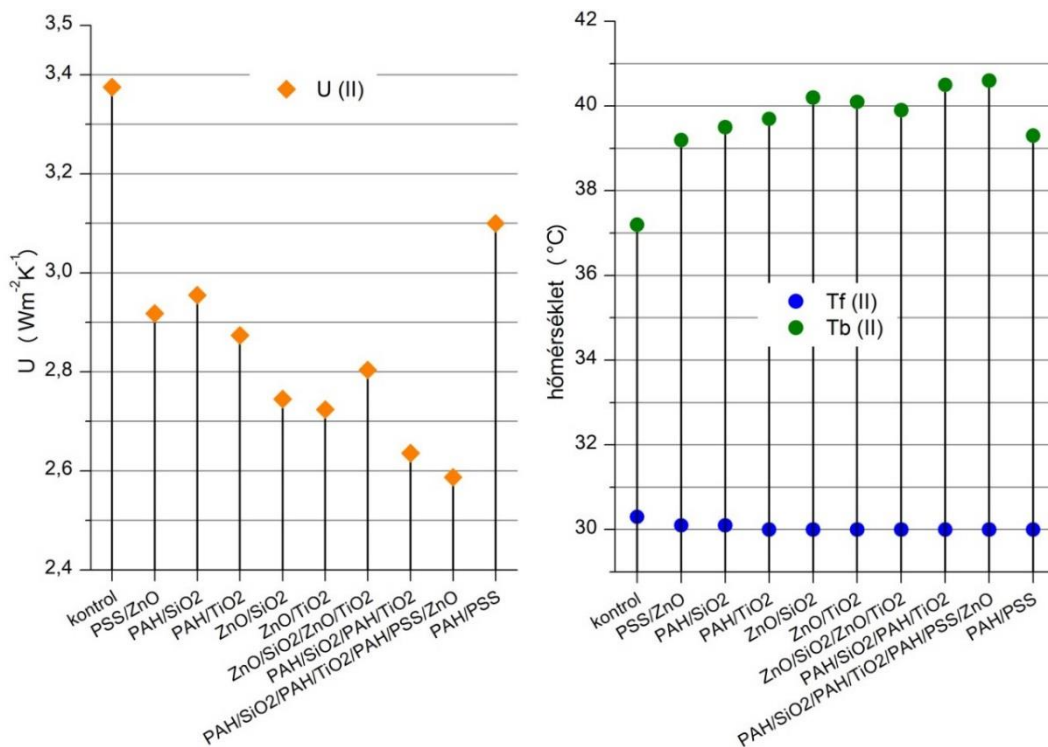 3,5
3,4
3,2
3,0
2,8
2,6
2,4
U ( Wm⁻²K⁻¹)
U (II)
kontrol
PSS/ZnO
PAH/SiO2
PAH/TiO2
ZnO/SiO2
ZnO/TiO2
ZnO/SiO2/ZnO/TiO2
PAH/SiO2/PAH/TiO2
PAH/SiO2/PAH/TiO2/PAH/PSS/ZnO
PAH/PSS
42
40
38
36
34
32
30
hőmérséklet ( °C)
Tf (II)
Tb (II)
kontrol
PSS/ZnO
PAH/SiO2
PAH/TiO2
ZnO/SiO2
ZnO/TiO2
ZnO/SiO2/ZnO/TiO2
PAH/SiO2/PAH/TiO2
PAH/SiO2/PAH/TiO2/PAH/PSS/ZnO
PAH/PSS